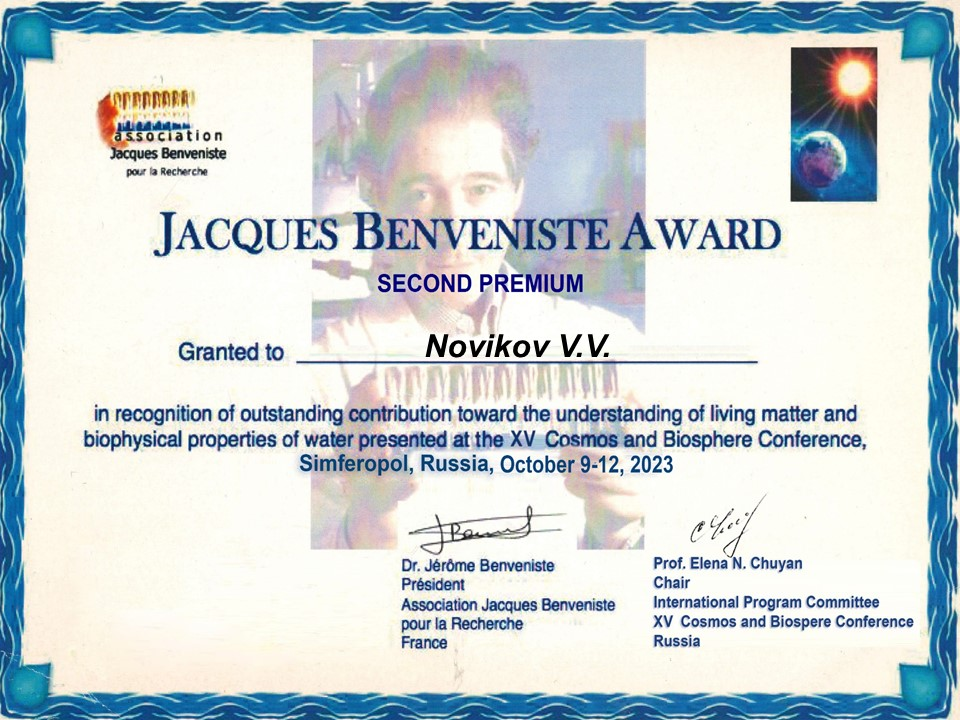 association
Jacques Benveniste
pour la Recherche
JACQUES BENVENISTE AWARD
SECOND PREMIUM
Granted to Novikov V.V.
in recognition of outstanding contribution toward the understanding of living matter and
biophysical properties of water presented at the XV Cosmos and Biosphere Conference,
Simferopol, Russia, October 9-12, 2023
Dr. Jérôme Benveniste
Président
Association Jacques Benveniste
pour la Recherche
France
Prof. Elena N. Chuyan
Chair
International Program Committee
XV Cosmos and Biospere Conference
Russia